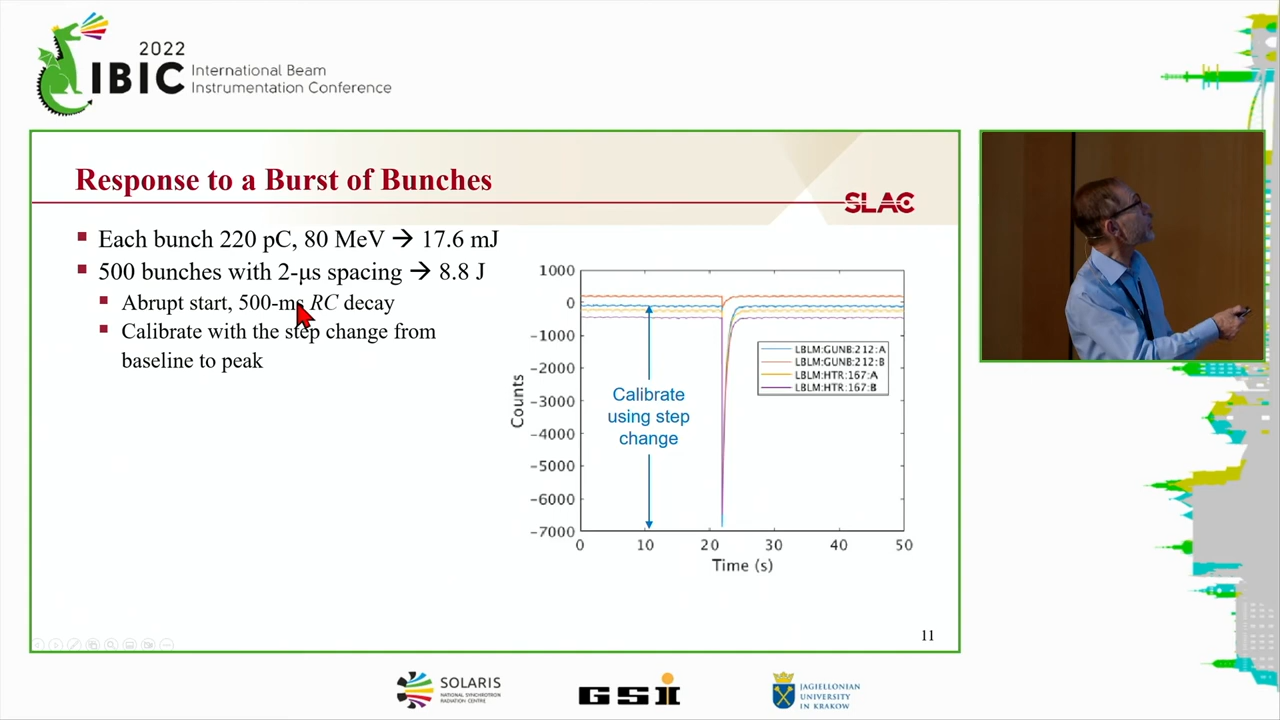 2022
IBIC
International Beam
Instrumentation Conference
Response to a Burst of Bunches
SLAC
Each bunch 220 pC, 80 MeV → 17.6 mJ
500 bunches with 2-μs spacing → 8.8 J
Abrupt start, 500-ms RC decay
Calibrate with the step change from
baseline to peak
1000
0
-1000
-2000
-3000
-4000
-5000
-6000
-7000
Counts
Calibrate
using step
change
LBLM:GUNB:212:A
LBLM:GUNB:212:B
LBLM:HTR:167:A
LBLM:HTR:167:B
0 10 20 30 40 50
Time (s)
11
SOLARIS
NATIONAL SYNCHROTRON
RADIATION CENTRE
GSI
JAGIELLONIAN
UNIVERSITY
IN KRAKÓW